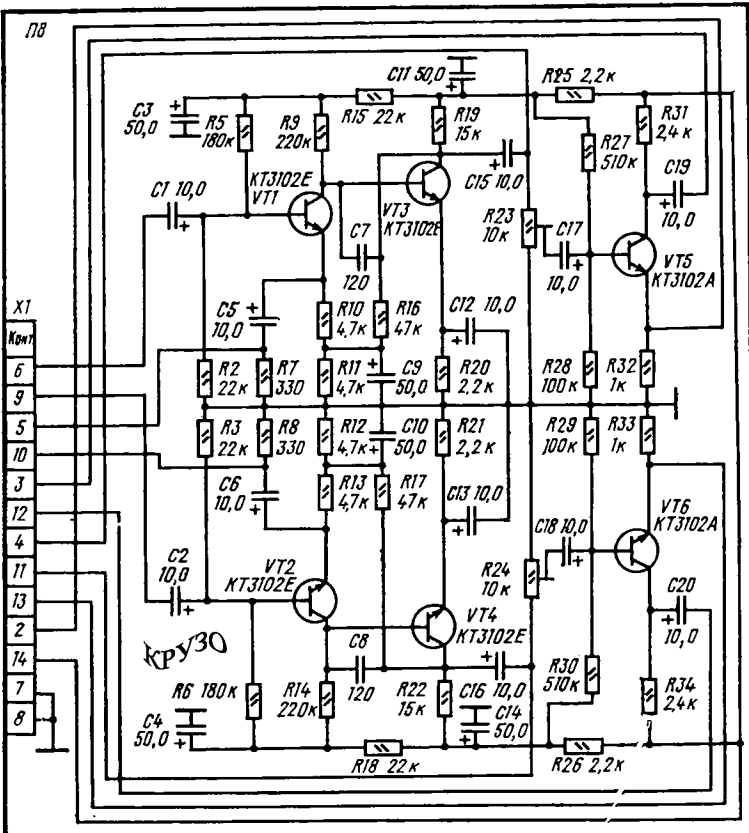 П8
C11 50,0
R25 2,2к
C3 50,0
R5 180к
R9 220к
R15 22к
R19 15к
R31 2,4к
R27 510к
C19 10,0
C1 10,0
КТ3102Е VT1
VT3 КТ3102Е
C15 10,0
R23 10к
C17 10,0
VT5 КТ3102А
C7 120
X1
Конт.
6
9
5
10
3
12
4
11
13
2
14
7
8
C5 10,0
R10 4,7к
R16 47к
C12 10,0
R2 22к
R7 330
R11 4,7к
C9 50,0
R20 2,2к
R28 100к
R32 1к
R3 22к
R8 330
R12 4,7к
C10 50,0
R21 2,2к
R29 100к
R33 1к
C6 10,0
R13 4,7к
R17 47к
C13 10,0
C18 10,0
VT6 КТ3102А
C2 10,0
VT2 КТ3102Е
R24 10к
VT4 КТ3102Е
C20 10,0
КРУЗО
C8 120
10,0
R30 510к
R6 180к
R14 220к
R22 15к
C16
C14 50,0
R34 2,4к
C4 50,0
R18 22к
R26 2,2к